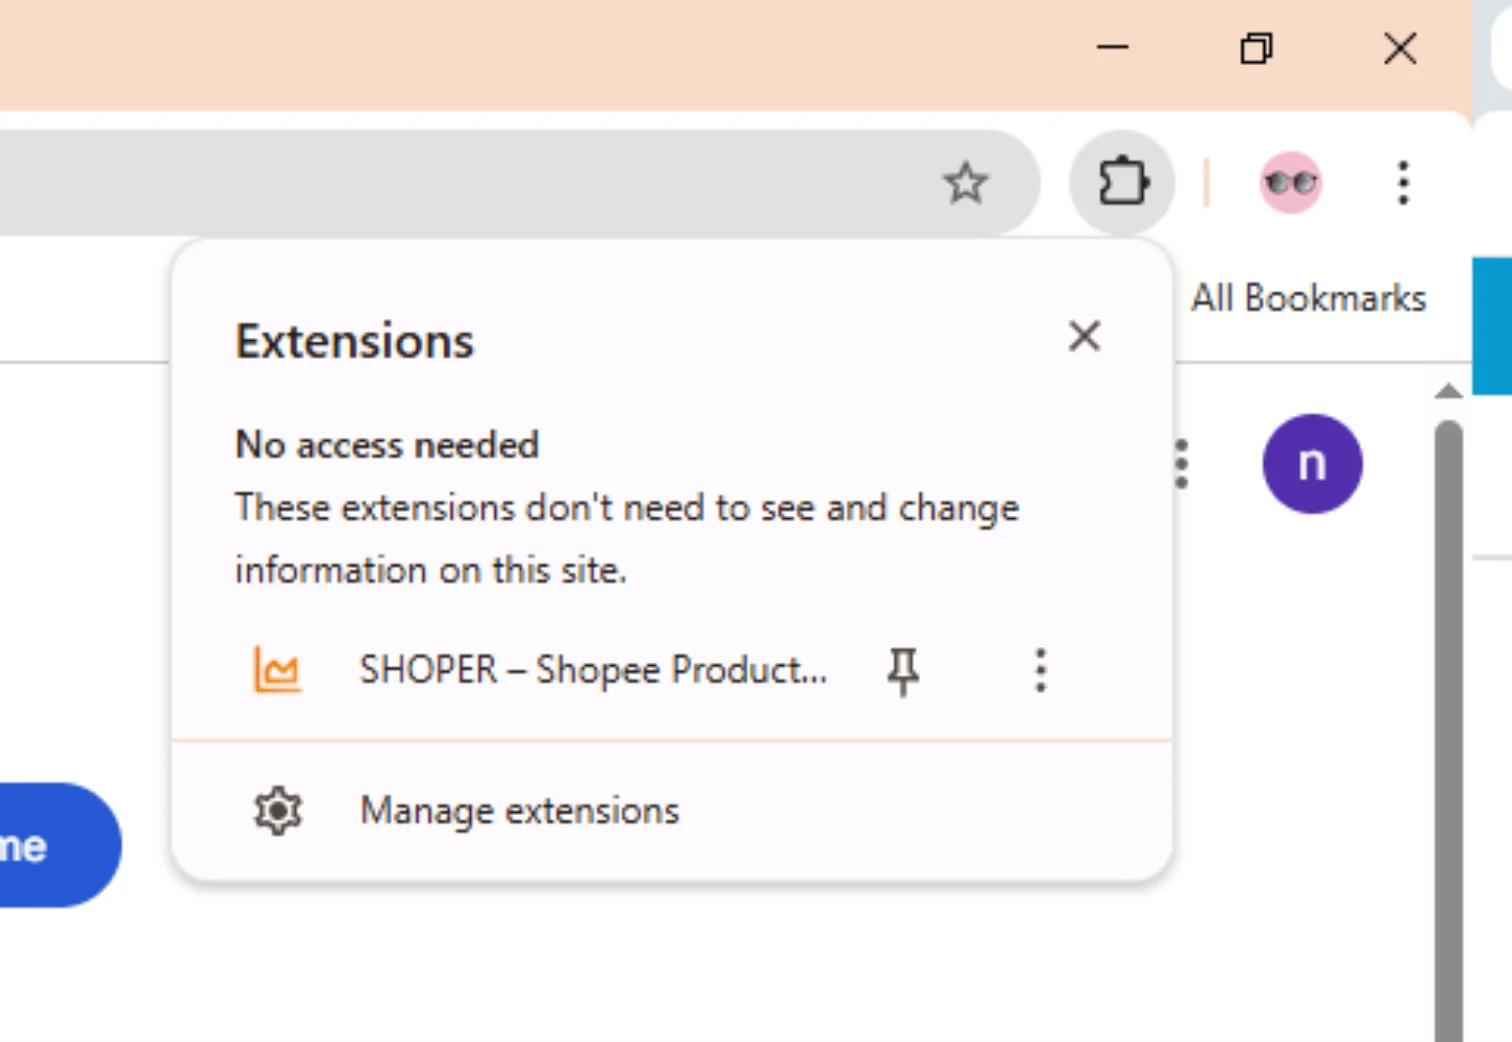 All Bookmarks
Extensions
No access needed
These extensions don't need to see and change
information on this site.
n
SHOPER – Shopee Product...
Manage extensions
me